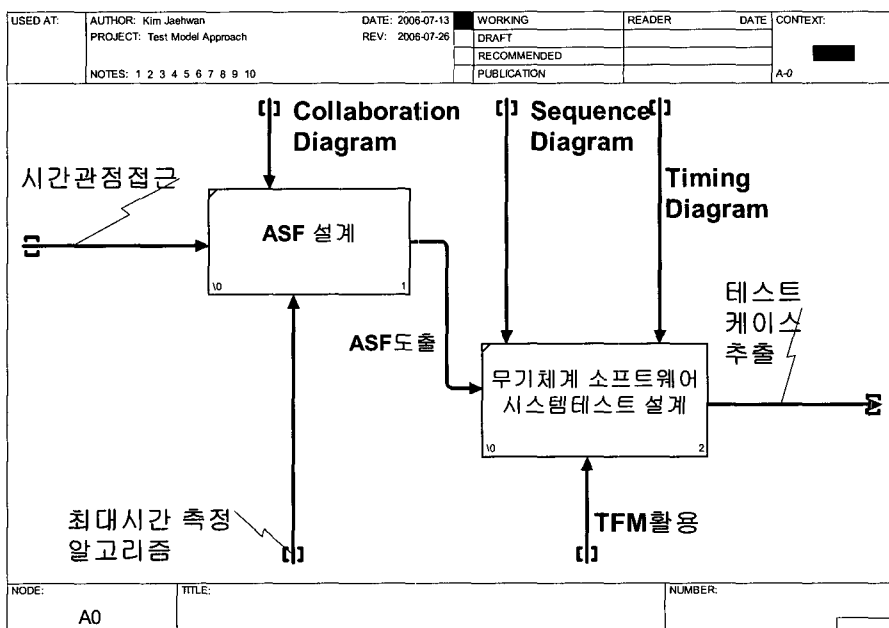 USED AT:
AUTHOR: Kim Jaehwan
DATE: 2006-07-13
WORKING
READER
DATE
CONTEXT:
PROJECT: Test Model Approach
REV: 2006-07-26
DRAFT
RECOMMENDED
NOTES: 1 2 3 4 5 6 7 8 9 10
PUBLICATION
A-0
Collaboration
Diagram
Sequence
Diagram
시간관점접근
Timing
Diagram
ASF 설계
\0
1
테스트
케이스
추출
ASF도출
무기체계 소프트웨어
시스템테스트 설계
\0
2
최대시간 측정
알고리즘
TFM활용
NODE:
TITLE:
NUMBER:
A0